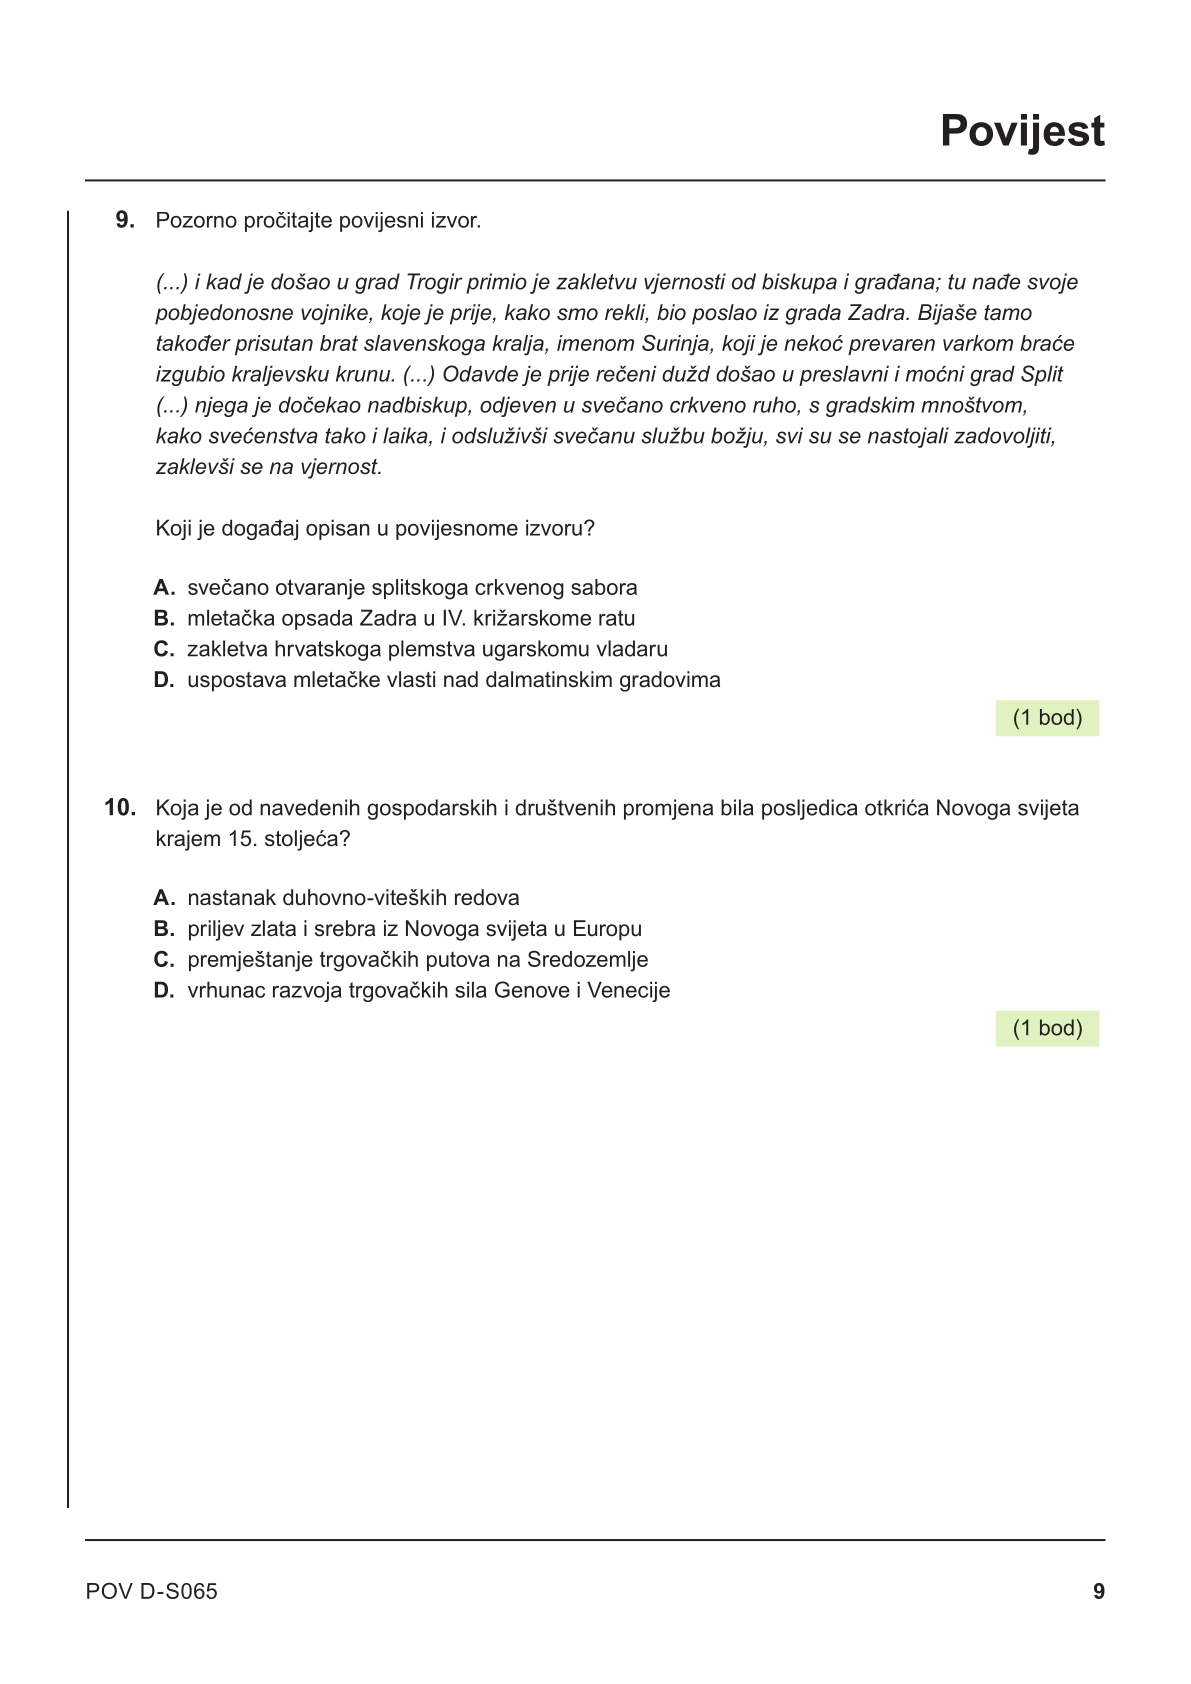 Povijest
9. Pozorno pročitajte povijesni izvor.
(...) i kad je došao u grad Trogir primio je zakletvu vjernosti od biskupa i građana; tu nađe svoje
pobjedonosne vojnike, koje je prije, kako smo rekli, bio poslao iz grada Zadra. Bijaše tamo
također prisutan brat slavenskoga kralja, imenom Surinja, koji je nekoć prevaren varkom braće
izgubio kraljevsku krunu. (...) Odavde je prije rečeni dužd došao u preslavni i moćni grad Split
(...) njega je dočekao nadbiskup, odjeven u svečano crkveno ruho, s gradskim mnoštvom,
kako svećenstva tako i laika, i odsluživši svečanu službu božju, svi su se nastojali zadovoljiti,
zaklevši se na vjernost.
Koji je događaj opisan u povijesnome izvoru?
A. svečano otvaranje splitskoga crkvenog sabora
B. mletačka opsada Zadra u IV. križarskome ratu
C. zakletva hrvatskoga plemstva ugarskomu vladaru
D. uspostava mletačke vlasti nad dalmatinskim gradovima
(1 bod)
10. Koja je od navedenih gospodarskih i društvenih promjena bila posljedica otkrića Novoga svijeta
krajem 15. stoljeća?
A. nastanak duhovno-viteških redova
B. priljev zlata i srebra iz Novoga svijeta u Europu
C. premještanje trgovačkih putova na Sredozemlje
D. vrhunac razvoja trgovačkih sila Genove i Venecije
(1 bod)
POV D-S065
9